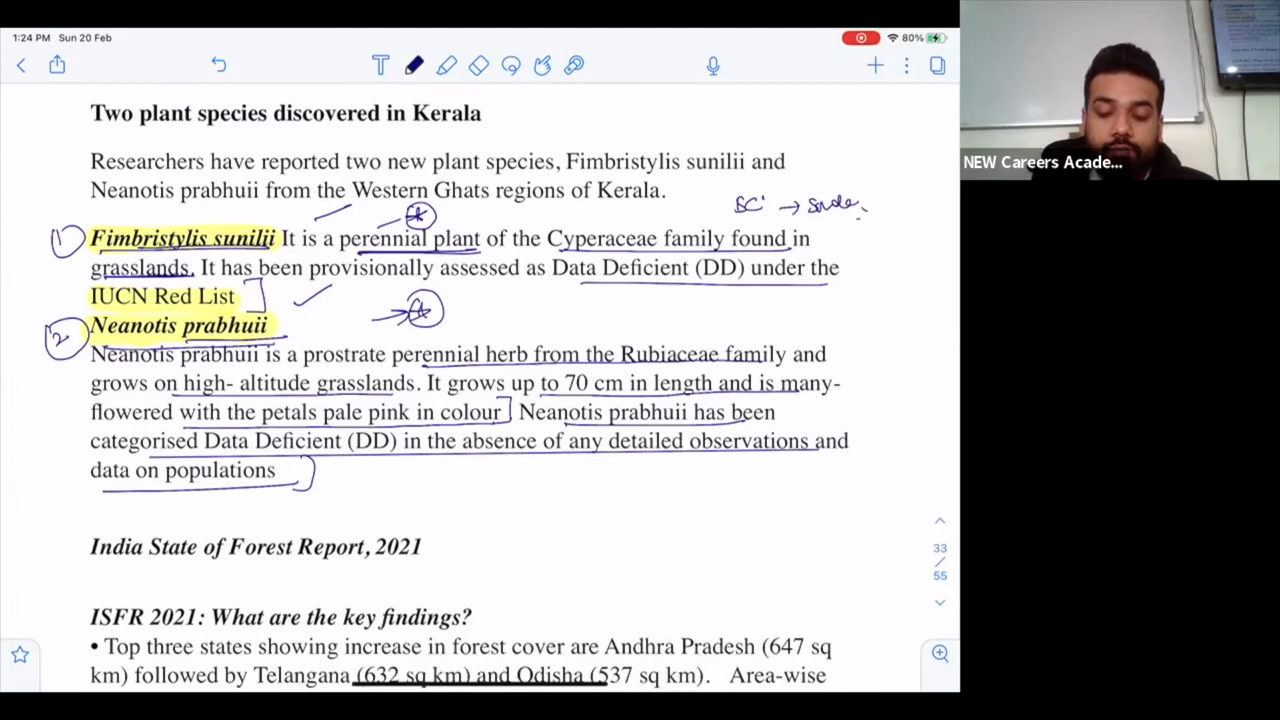 1:24 PM Sun 20 Feb
80%
Two plant species discovered in Kerala
Researchers have reported two new plant species, Fimbristylis sunilii and
Neanotis prabhuii from the Western Ghats regions of Kerala.
1 Fimbristylis sunilii It is a perennial plant of the Cyperaceae family found in
grasslands. It has been provisionally assessed as Data Deficient (DD) under the
IUCN Red List
2 Neanotis prabhuii
Neanotis prabhuii is a prostrate perennial herb from the Rubiaceae family and
grows on high- altitude grasslands. It grows up to 70 cm in length and is many-
flowered with the petals pale pink in colour Neanotis prabhuii has been
categorised Data Deficient (DD) in the absence of any detailed observations and
data on populations
India State of Forest Report, 2021
ISFR 2021: What are the key findings?
• Top three states showing increase in forest cover are Andhra Pradesh (647 sq
km) followed by Telangana (632 sq km) and Odisha (537 sq km). Area-wise
33
/
55
NEW Careers Acade...